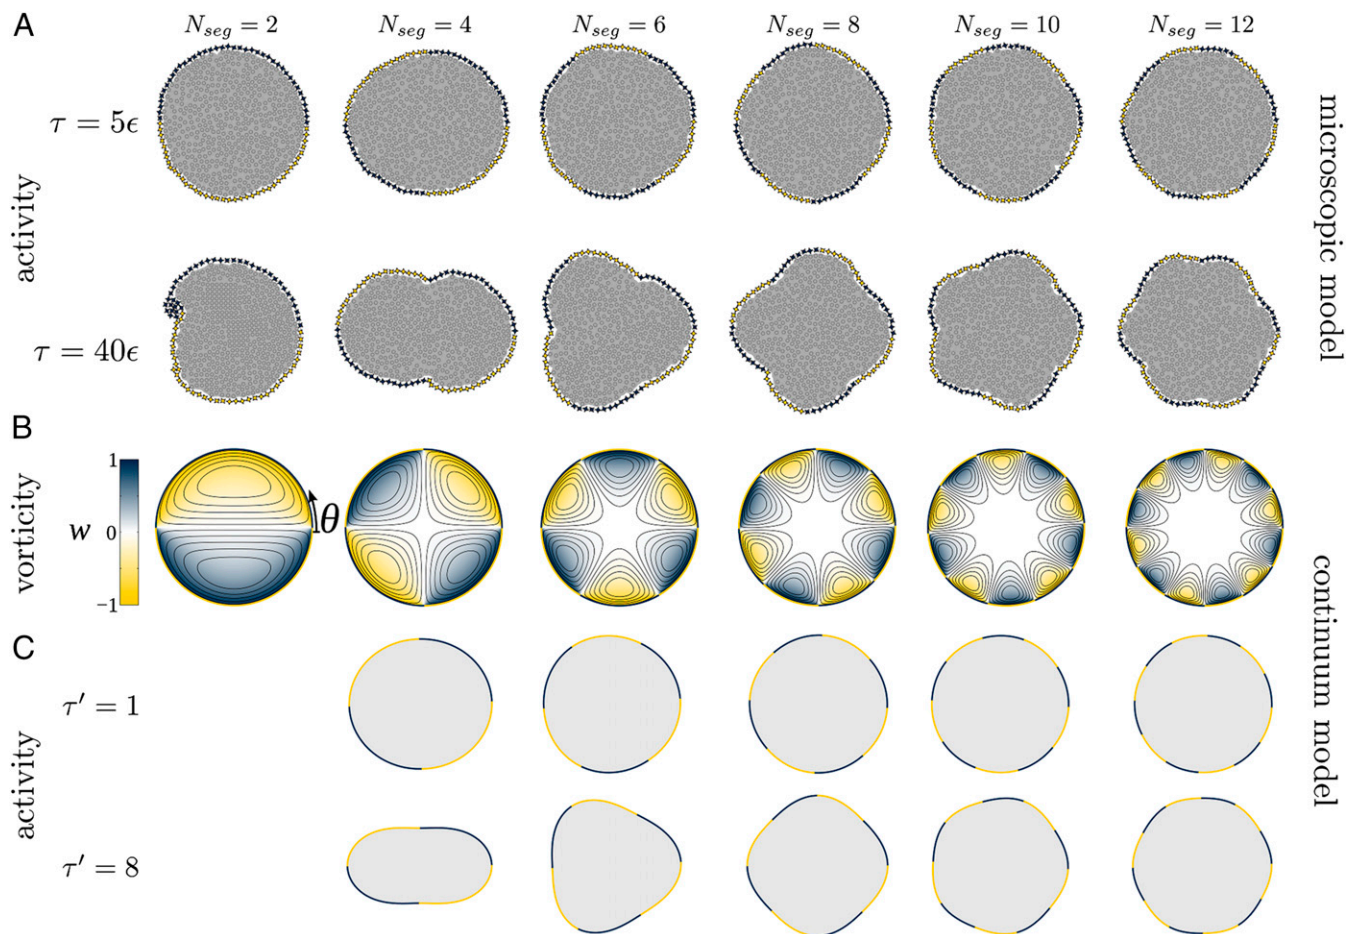 A
N_seg = 2 N_seg = 4 N_seg = 6 N_seg = 8 N_seg = 10 N_seg = 12
τ = 5ϵ
activity
τ = 40ϵ
microscopic model
B
vorticity
1
w 0
−1
θ
C
τ′ = 1
activity
τ′ = 8
continuum model